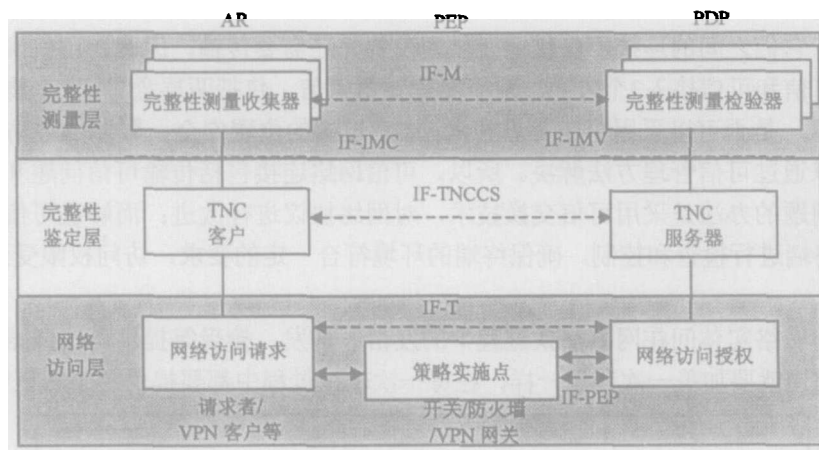 AR PEP PDP
完整性
测量层
完整性测量收集器
IF-M
完整性测量检验器
IF-IMC
IF-IMV
完整性
鉴定屋
TNC
客户
IF-TNCCS
TNC
服务器
网络
访问层
IF-T
网络访问请求
策略实施点
网络访问授权
IF-PEP
请求者/
VPN 客户等
开关/防火墙
/VPN 网关